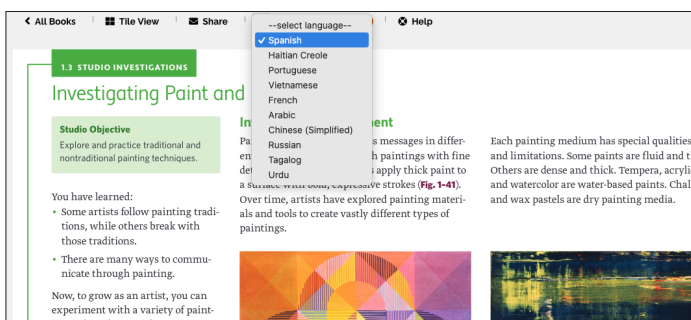 All Books Tile View Share Help
--select language--
✓ Spanish
Haitian Creole
Portuguese
Vietnamese
French
Arabic
Chinese (Simplified)
Russian
Tagalog
Urdu
1.3 STUDIO INVESTIGATIONS
Investigating Paint and
Studio Objective
Explore and practice traditional and
nontraditional painting techniques.
You have learned:
• Some artists follow painting tradi-
tions, while others break with
those traditions.
• There are many ways to commu-
nicate through painting.
Now, to grow as an artist, you can
experiment with a variety of paint-
messages in differ-
paintings with fine
apply thick paint to
a surface with bold, expressive strokes (Fig. 1-41).
Over time, artists have explored painting materi-
als and tools to create vastly different types of
paintings.
Each painting medium has special qualities
and limitations. Some paints are fluid and t
Others are dense and thick. Tempera, acryli
and watercolor are water-based paints. Chal
and wax pastels are dry painting media.